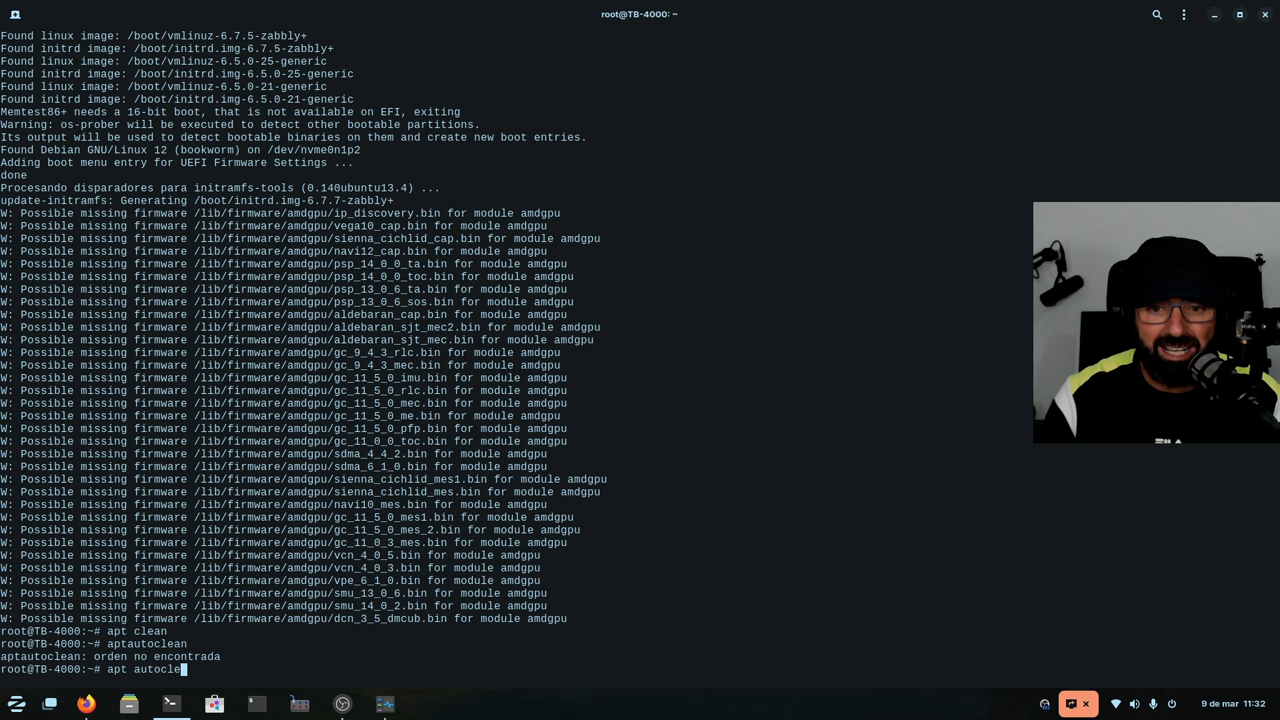 root@TB-4000: ~
Found linux image: /boot/vmlinuz-6.7.5-zabbly+
Found initrd image: /boot/initrd.img-6.7.5-zabbly+
Found linux image: /boot/vmlinuz-6.5.0-25-generic
Found initrd image: /boot/initrd.img-6.5.0-25-generic
Found linux image: /boot/vmlinuz-6.5.0-21-generic
Found initrd image: /boot/initrd.img-6.5.0-21-generic
Memtest86+ needs a 16-bit boot, that is not available on EFI, exiting
Warning: os-prober will be executed to detect other bootable partitions.
Its output will be used to detect bootable binaries on them and create new boot entries.
Found Debian GNU/Linux 12 (bookworm) on /dev/nvme0n1p2
Adding boot menu entry for UEFI Firmware Settings ...
done
Procesando disparadores para initramfs-tools (0.140ubuntu13.4) ...
update-initramfs: Generating /boot/initrd.img-6.7.7-zabbly+
W: Possible missing firmware /lib/firmware/amdgpu/ip_discovery.bin for module amdgpu
W: Possible missing firmware /lib/firmware/amdgpu/vega10_cap.bin for module amdgpu
W: Possible missing firmware /lib/firmware/amdgpu/sienna_cichlid_cap.bin for module amdgpu
W: Possible missing firmware /lib/firmware/amdgpu/navi12_cap.bin for module amdgpu
W: Possible missing firmware /lib/firmware/amdgpu/psp_14_0_0_ta.bin for module amdgpu
W: Possible missing firmware /lib/firmware/amdgpu/psp_14_0_0_toc.bin for module amdgpu
W: Possible missing firmware /lib/firmware/amdgpu/psp_13_0_6_ta.bin for module amdgpu
W: Possible missing firmware /lib/firmware/amdgpu/psp_13_0_6_sos.bin for module amdgpu
W: Possible missing firmware /lib/firmware/amdgpu/aldebaran_cap.bin for module amdgpu
W: Possible missing firmware /lib/firmware/amdgpu/aldebaran_sjt_mec2.bin for module amdgpu
W: Possible missing firmware /lib/firmware/amdgpu/aldebaran_sjt_mec.bin for module amdgpu
W: Possible missing firmware /lib/firmware/amdgpu/gc_9_4_3_rlc.bin for module amdgpu
W: Possible missing firmware /lib/firmware/amdgpu/gc_9_4_3_mec.bin for module amdgpu
W: Possible missing firmware /lib/firmware/amdgpu/gc_11_5_0_imu.bin for module amdgpu
W: Possible missing firmware /lib/firmware/amdgpu/gc_11_5_0_rlc.bin for module amdgpu
W: Possible missing firmware /lib/firmware/amdgpu/gc_11_5_0_mec.bin for module amdgpu
W: Possible missing firmware /lib/firmware/amdgpu/gc_11_5_0_me.bin for module amdgpu
W: Possible missing firmware /lib/firmware/amdgpu/gc_11_5_0_pfp.bin for module amdgpu
W: Possible missing firmware /lib/firmware/amdgpu/gc_11_0_0_toc.bin for module amdgpu
W: Possible missing firmware /lib/firmware/amdgpu/sdma_4_4_2.bin for module amdgpu
W: Possible missing firmware /lib/firmware/amdgpu/sdma_6_1_0.bin for module amdgpu
W: Possible missing firmware /lib/firmware/amdgpu/sienna_cichlid_mes1.bin for module amdgpu
W: Possible missing firmware /lib/firmware/amdgpu/sienna_cichlid_mes.bin for module amdgpu
W: Possible missing firmware /lib/firmware/amdgpu/navi10_mes.bin for module amdgpu
W: Possible missing firmware /lib/firmware/amdgpu/gc_11_5_0_mes1.bin for module amdgpu
W: Possible missing firmware /lib/firmware/amdgpu/gc_11_5_0_mes_2.bin for module amdgpu
W: Possible missing firmware /lib/firmware/amdgpu/gc_11_0_3_mes.bin for module amdgpu
W: Possible missing firmware /lib/firmware/amdgpu/vcn_4_0_5.bin for module amdgpu
W: Possible missing firmware /lib/firmware/amdgpu/vcn_4_0_3.bin for module amdgpu
W: Possible missing firmware /lib/firmware/amdgpu/vpe_6_1_0.bin for module amdgpu
W: Possible missing firmware /lib/firmware/amdgpu/smu_13_0_6.bin for module amdgpu
W: Possible missing firmware /lib/firmware/amdgpu/smu_14_0_2.bin for module amdgpu
W: Possible missing firmware /lib/firmware/amdgpu/dcn_3_5_dmcub.bin for module amdgpu
root@TB-4000:~# apt clean
root@TB-4000:~# aptautoclean
aptautoclean: orden no encontrada
root@TB-4000:~# apt autocle
FILA
9 de mar 11:32